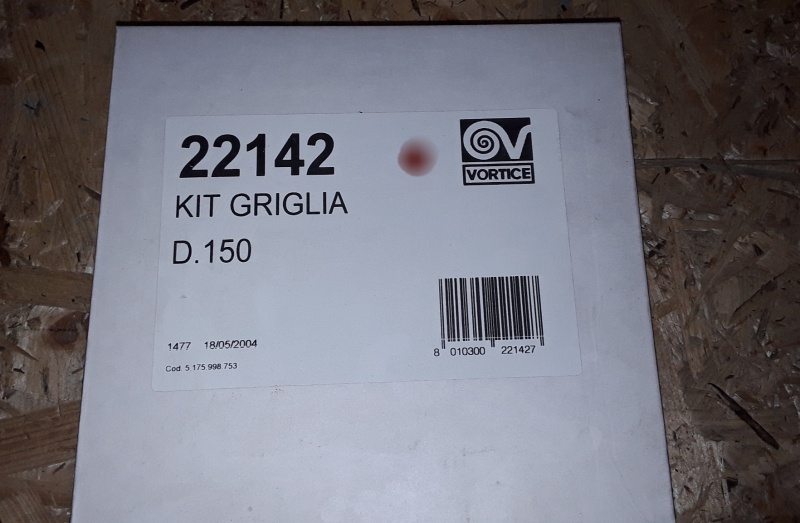 22142
VORTICE
KIT GRIGLIA
D.150
1477 18/05/2004
8 010300 221427
Cod. 5.175.998.753